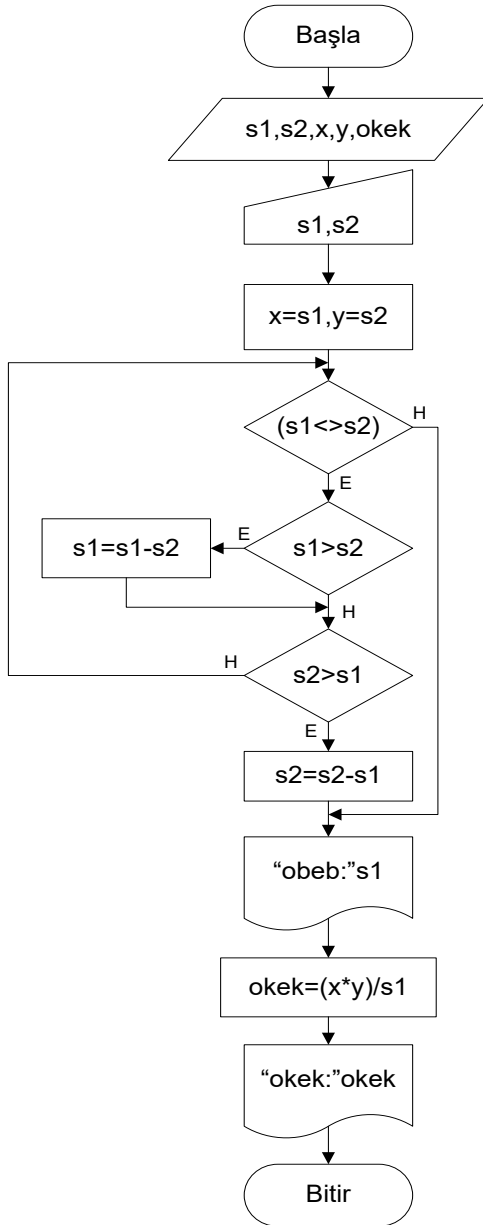 Başla
s1,s2,x,y,okek
s1,s2
x=s1,y=s2
(s1<>s2)
H
E
s1>s2
E
s1=s1-s2
H
s2>s1
H
E
s2=s2-s1
“obeb:”s1
okek=(x*y)/s1
“okek:”okek
Bitir